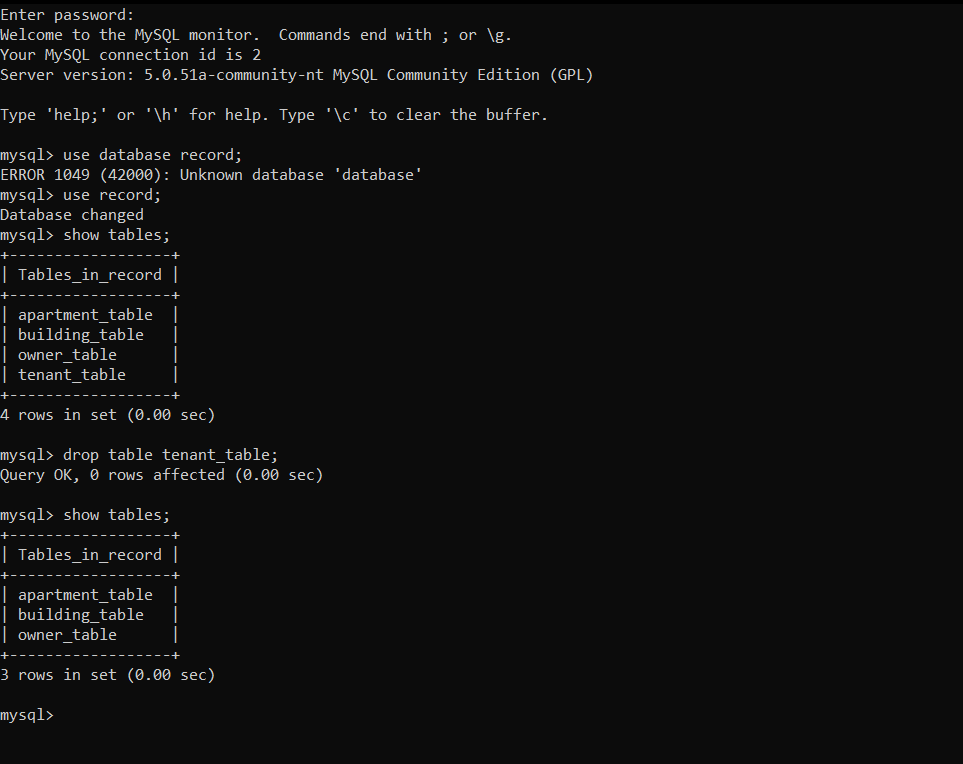 Enter password:
Welcome to the MySQL monitor.  Commands end with ; or \g.
Your MySQL connection id is 2
Server version: 5.0.51a-community-nt MySQL Community Edition (GPL)
Type 'help;' or '\h' for help. Type '\c' to clear the buffer.
mysql> use database record;
ERROR 1049 (42000): Unknown database 'database'
mysql> use record;
Database changed
mysql> show tables;
+------------------+
| Tables_in_record |
+------------------+
| apartment_table  |
| building_table   |
| owner_table      |
| tenant_table     |
+------------------+
4 rows in set (0.00 sec)
mysql> drop table tenant_table;
Query OK, 0 rows affected (0.00 sec)
mysql> show tables;
+------------------+
| Tables_in_record |
+------------------+
| apartment_table  |
| building_table   |
| owner_table      |
+------------------+
3 rows in set (0.00 sec)
mysql>